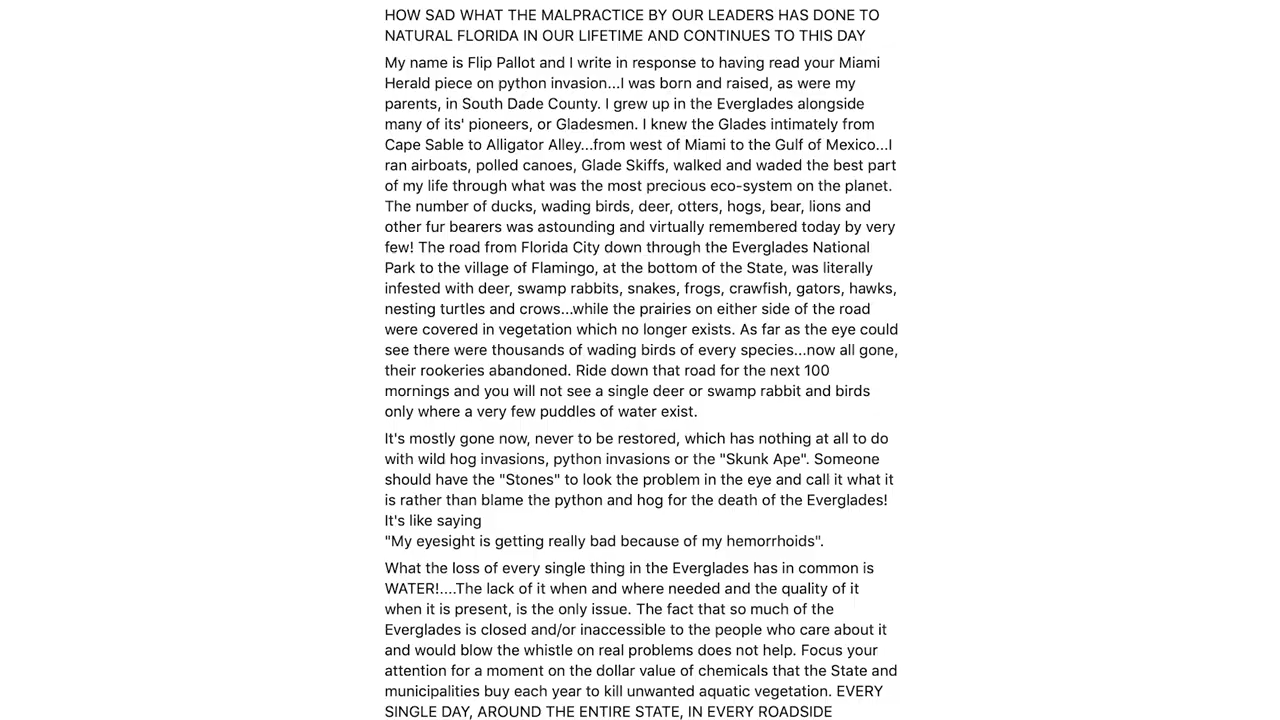 HOW SAD WHAT THE MALPRACTICE BY OUR LEADERS HAS DONE TO
NATURAL FLORIDA IN OUR LIFETIME AND CONTINUES TO THIS DAY
My name is Flip Pallot and I write in response to having read your Miami
Herald piece on python invasion...I was born and raised, as were my
parents, in South Dade County. I grew up in the Everglades alongside
many of its' pioneers, or Gladesmen. I knew the Glades intimately from
Cape Sable to Alligator Alley...from west of Miami to the Gulf of Mexico...I
ran airboats, polled canoes, Glade Skiffs, walked and waded the best part
of my life through what was the most precious eco-system on the planet.
The number of ducks, wading birds, deer, otters, hogs, bear, lions and
other fur bearers was astounding and virtually remembered today by very
few! The road from Florida City down through the Everglades National
Park to the village of Flamingo, at the bottom of the State, was literally
infested with deer, swamp rabbits, snakes, frogs, crawfish, gators, hawks,
nesting turtles and crows...while the prairies on either side of the road
were covered in vegetation which no longer exists. As far as the eye could
see there were thousands of wading birds of every species...now all gone,
their rookeries abandoned. Ride down that road for the next 100
mornings and you will not see a single deer or swamp rabbit and birds
only where a very few puddles of water exist.
It's mostly gone now, never to be restored, which has nothing at all to do
with wild hog invasions, python invasions or the "Skunk Ape". Someone
should have the "Stones" to look the problem in the eye and call it what it
is rather than blame the python and hog for the death of the Everglades!
It's like saying
"My eyesight is getting really bad because of my hemorrhoids".
What the loss of every single thing in the Everglades has in common is
WATER!....The lack of it when and where needed and the quality of it
when it is present, is the only issue. The fact that so much of the
Everglades is closed and/or inaccessible to the people who care about it
and would blow the whistle on real problems does not help. Focus your
attention for a moment on the dollar value of chemicals that the State and
municipalities buy each year to kill unwanted aquatic vegetation. EVERY
SINGLE DAY, AROUND THE ENTIRE STATE, IN EVERY ROADSIDE